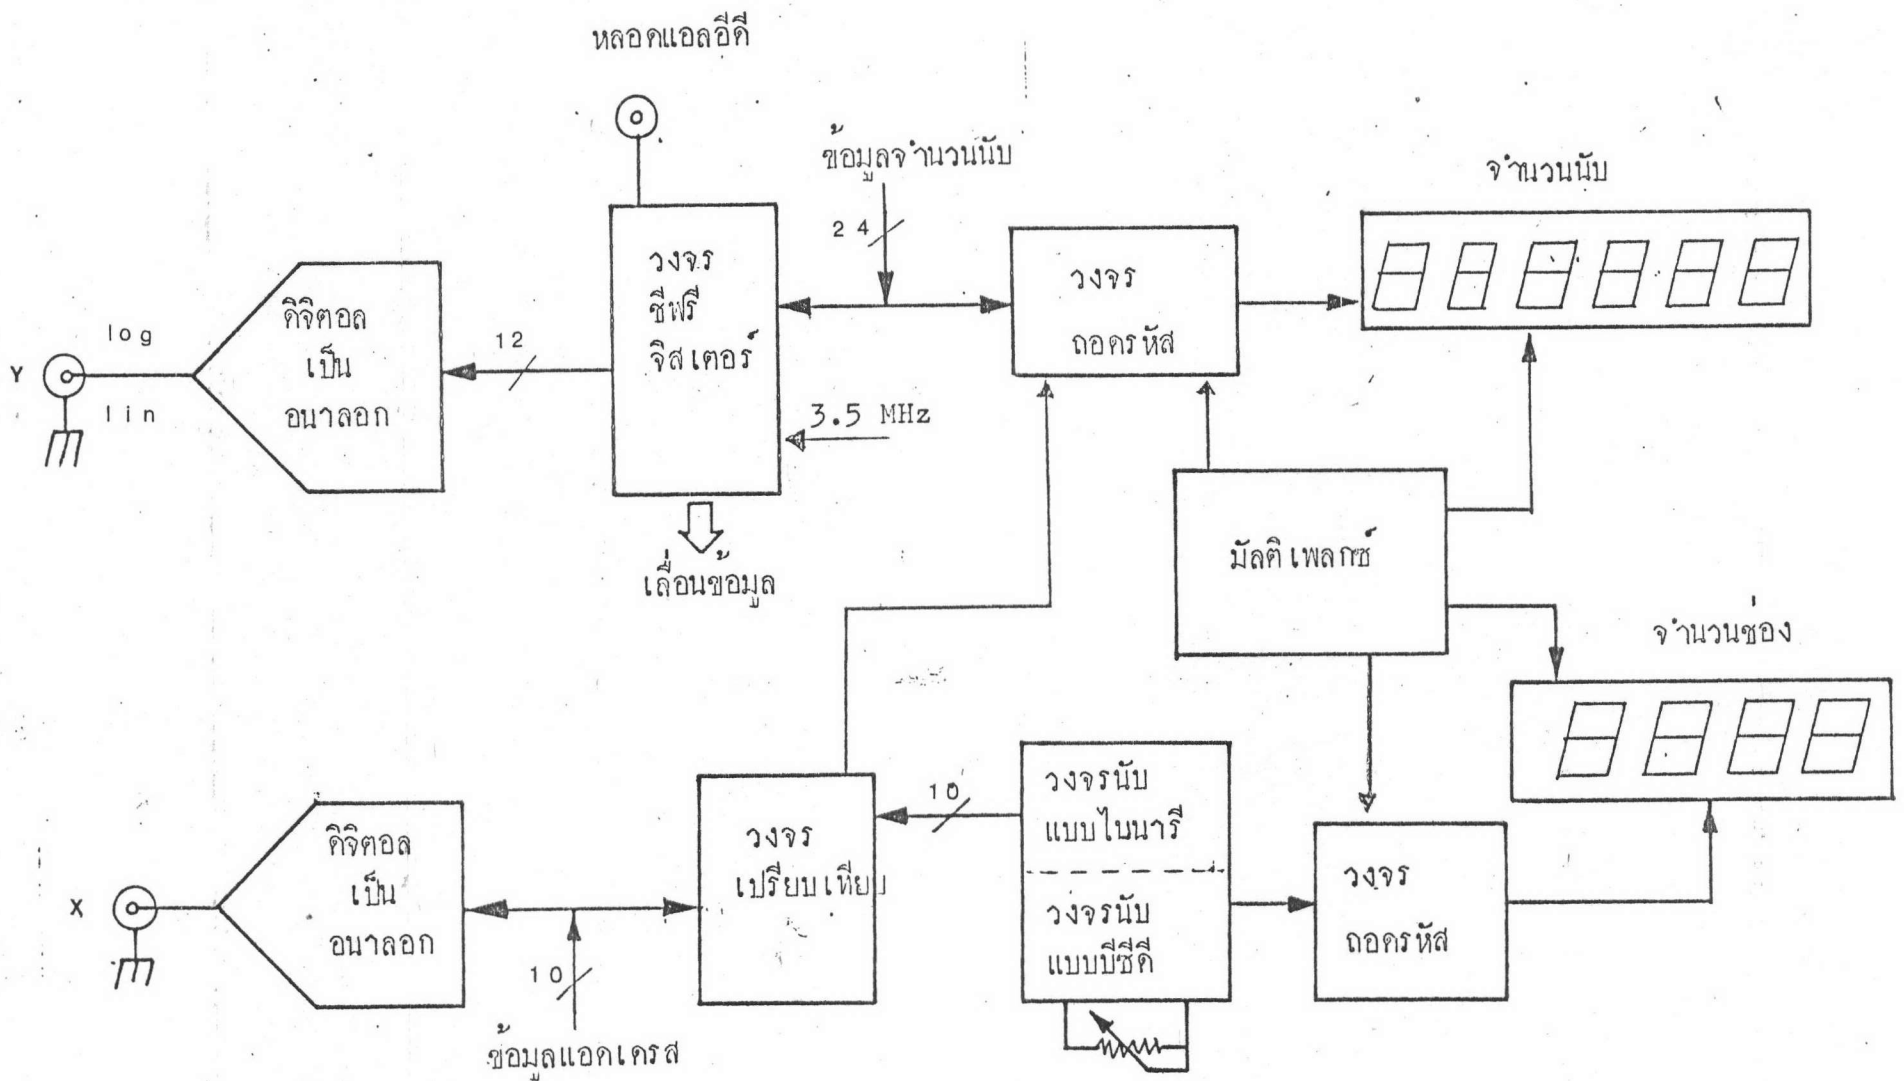 หลอดแอลอีดี
ข้อมูลจำนวนนับ
จำนวนนับ
24
วงจร
ซีฟรี
จิสเตอร์
วงจร
ถอดรหัส
ดิจิตอล
เป็น
อนาลอก
log
lin
Y
12
3.5 MHz
เลื่อนข้อมูล
มัลติเพลกซ์
จำนวนช่อง
วงจรนับ
แบบไบนารี
วงจรนับ
แบบบีซีดี
10
วงจร
เปรียบเทียบ
วงจร
ถอดรหัส
ดิจิตอล
เป็น
อนาลอก
X
10
ข้อมูลแอดเดรส